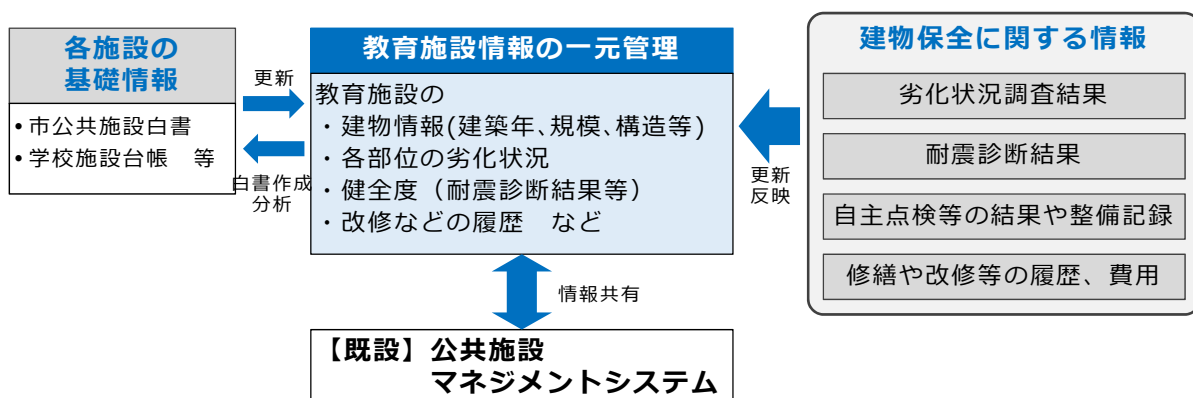 各施設の
基礎情報
•市公共施設白書
•学校施設台帳　等
更新
白書作成
分析
教育施設情報の一元管理
教育施設の
・建物情報(建築年、規模、構造等)
・各部位の劣化状況
・健全度（耐震診断結果等）
・改修などの履歴　など
更新
反映
建物保全に関する情報
劣化状況調査結果
耐震診断結果
自主点検等の結果や整備記録
修繕や改修等の履歴、費用
情報共有
【既設】公共施設
マネジメントシステム